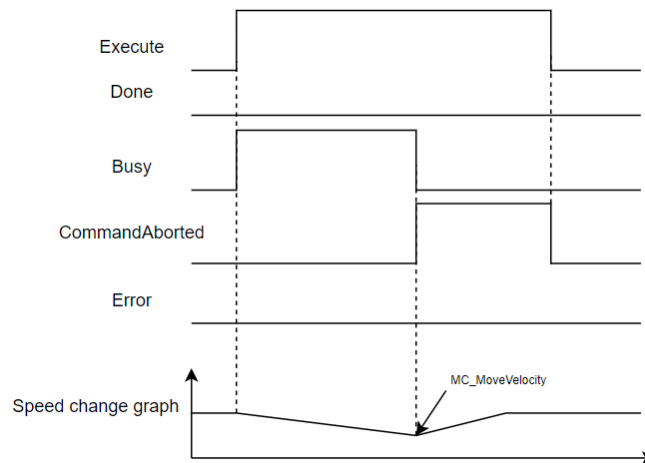 Execute
Done
Busy
CommandAborted
Error
MC_MoveVelocity
Speed change graph